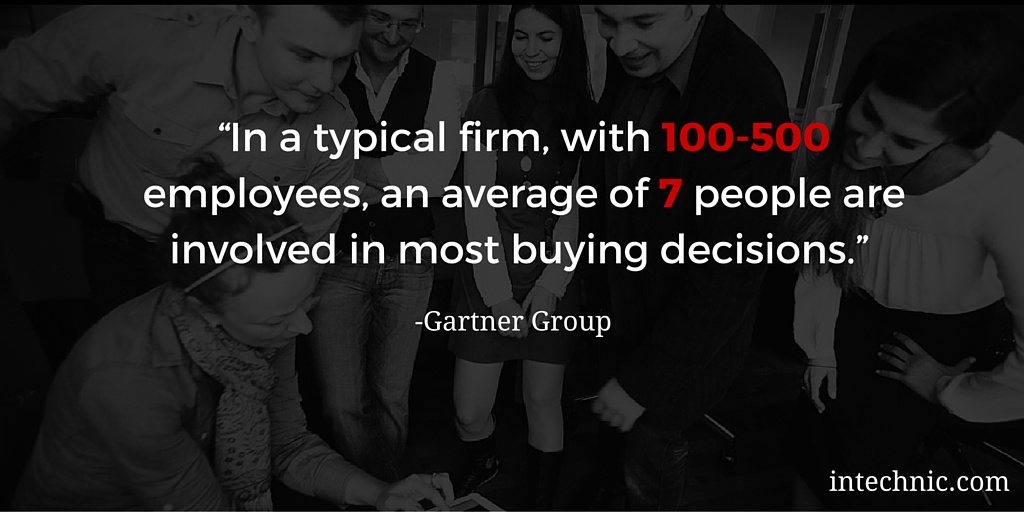 “In a typical firm, with 100-500
employees, an average of 7 people are
involved in most buying decisions.”
-Gartner Group
intechnic.com